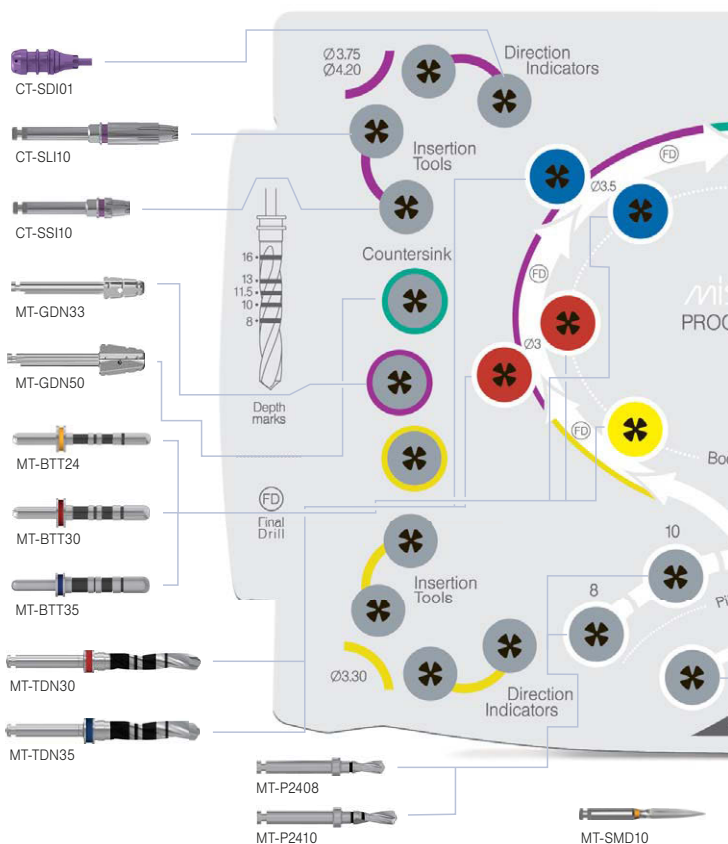 CT-SDI01
CT-SLI10
CT-SSI10
MT-GDN33
MT-GDN50
MT-BTT24
MT-BTT30
MT-BTT35
MT-TDN30
MT-TDN35
MT-P2408
MT-P2410
MT-SMD10
Ø3.75
Ø4.20
Direction
Indicators
Insertion
Tools
16
13
11.5
10
8
Depth
marks
FD
Final
Drill
Countersink
Insertion
Tools
Ø3.30
Direction
Indicators
FD
Ø3.5
FD
Ø3
FD
10
8